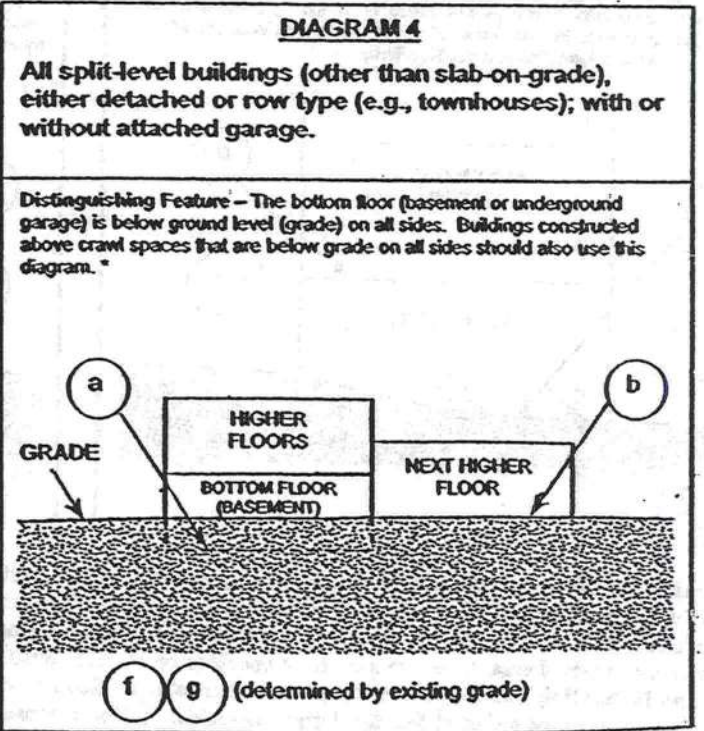 DIAGRAM 4
All split-level buildings (other than slab-on-grade),
either detached or row type (e.g., townhouses); with or
without attached garage.
Distinguishing Feature – The bottom floor (basement or underground
garage) is below ground level (grade) on all sides. Buildings constructed
above crawl spaces that are below grade on all sides should also use this
diagram. *
a
b
HIGHER
FLOORS
GRADE
NEXT HIGHER
FLOOR
BOTTOM FLOOR
(BASEMENT)
f g (determined by existing grade)